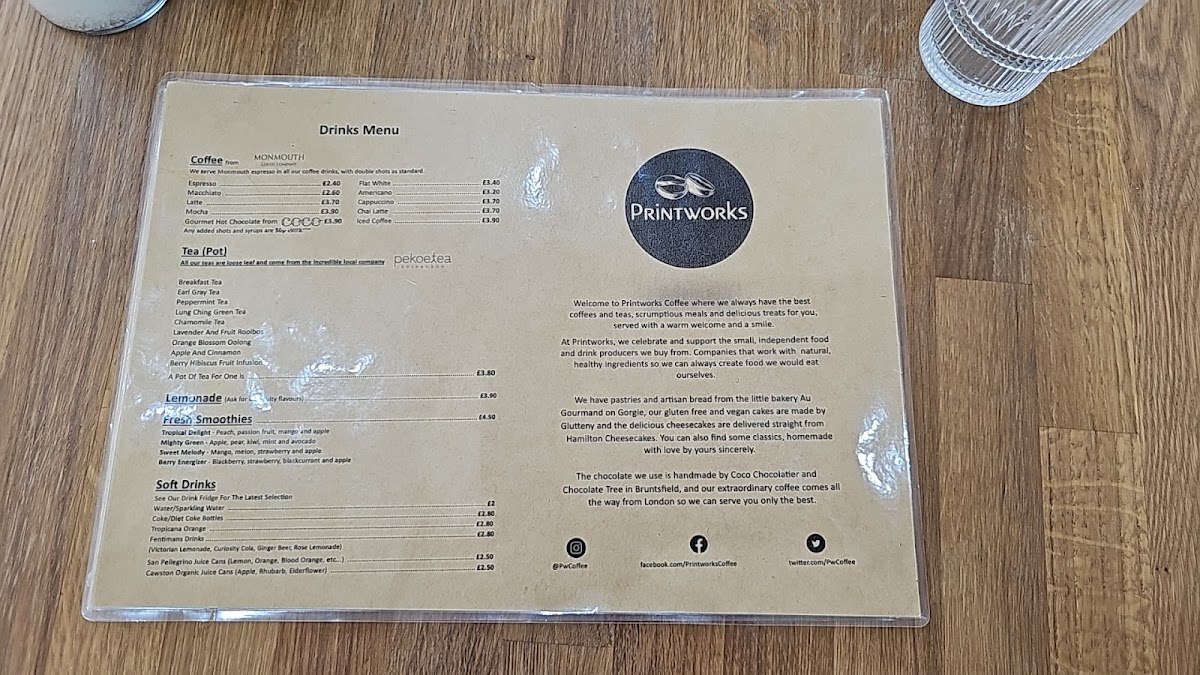 Drinks Menu
Coffee from MONMOUTH
COFFEE COMPANY
We serve Monmouth espresso in all our coffee drinks, with double shots as standard.
Espresso £2.40
Macchiato £2.60
Latte £3.70
Mocha £3.90
Gourmet Hot Chocolate from COCO £3.90
Any added shots and syrups are 50p extra
Flat White £3.40
Americano £3.20
Cappuccino £3.70
Chai Latte £3.70
Iced Coffee £3.90
Tea (Pot)
All our teas are loose leaf and come from the incredible local company pekoetea
EDINBURGH
Breakfast Tea
Earl Gray Tea
Peppermint Tea
Lung Ching Green Tea
Chamomile Tea
Lavender And Fruit Rooibos
Orange Blossom Oolong
Apple And Cinnamon
Berry Hibiscus Fruit Infusion
A Pot Of Tea For One is £3.80
Lemonade (Ask for flavours) £3.90
Fresh Smoothies £4.50
Tropical Delight - Peach, passion fruit, mango and apple
Mighty Green - Apple, pear, kiwi, mint and avocado
Sweet Melody - Mango, melon, strawberry and apple
Berry Energizer - Blackberry, strawberry, blackcurrant and apple
Soft Drinks
See Our Drink Fridge For The Latest Selection
Water/Sparkling Water £2
Coke/Diet Coke Bottles £2.80
Tropicana Orange £2.80
Fentimans Drinks £2.80
(Victorian Lemonade, Curiosity Cola, Ginger Beer, Rose Lemonade)
San Pellegrino Juice Cans (Lemon, Orange, Blood Orange, etc...) £2.50
Cawston Organic Juice Cans (Apple, Rhubarb, Elderflower) £2.50
PRINTWORKS
Welcome to Printworks Coffee where we always have the best
coffees and teas, scrumptious meals and delicious treats for you,
served with a warm welcome and a smile.
At Printworks, we celebrate and support the small, independent food
and drink producers we buy from. Companies that work with natural,
healthy ingredients so we can always create food we would eat
ourselves.
We have pastries and artisan bread from the little bakery Au
Gourmand on Gorgie, our gluten free and vegan cakes are made by
Glutteny and the delicious cheesecakes are delivered straight from
Hamilton Cheesecakes. You can also find some classics, homemade
with love by yours sincerely.
The chocolate we use is handmade by Coco Chocolatier and
Chocolate Tree in Bruntsfield, and our extraordinary coffee comes all
the way from London so we can serve you only the best.
@PwCoffee
facebook.com/PrintworksCoffee
twitter.com/PwCoffee